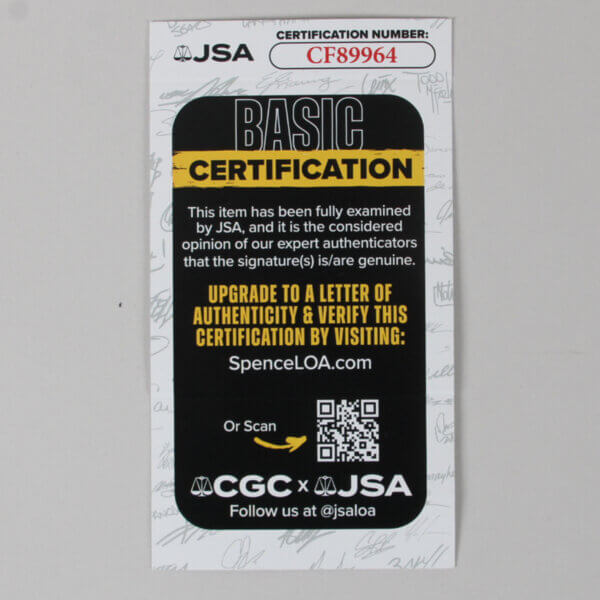 JSA
CERTIFICATION NUMBER:
CF89964
BASIC
CERTIFICATION
This item has been fully examined
by JSA, and it is the considered
opinion of our expert authenticators
that the signature(s) is/are genuine.
UPGRADE TO A LETTER OF
AUTHENTICITY & VERIFY THIS
CERTIFICATION BY VISITING:
SpenceLOA.com
Or Scan
CGC x JSA
Follow us at @jsaloa